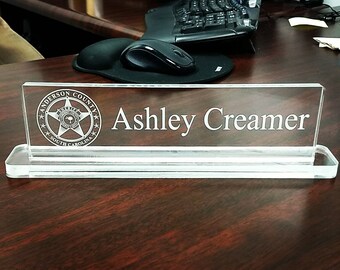 ANDERSON COUNTY
SOUTH CAROLINA
Ashley Creamer